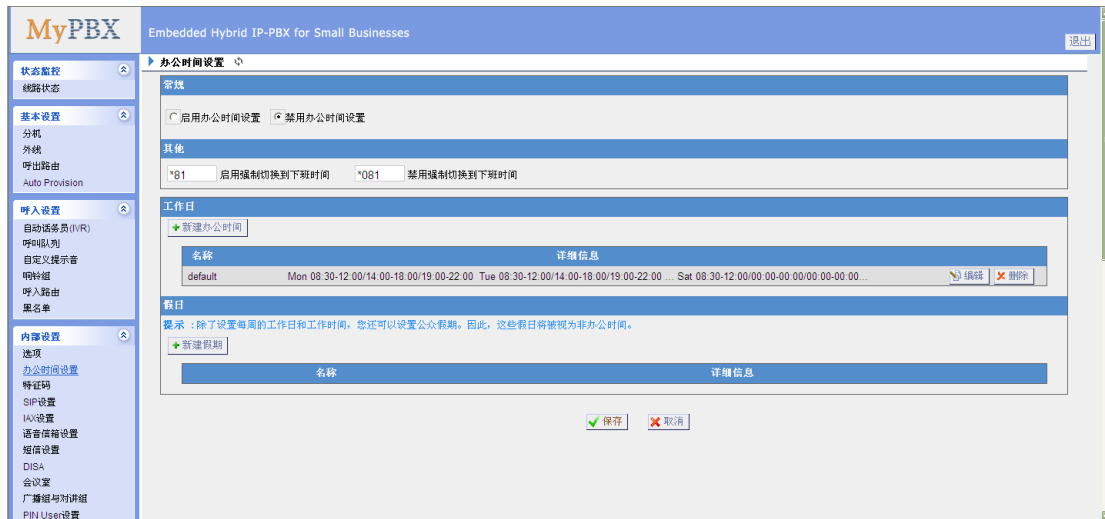 MyPBX
Embedded Hybrid IP-PBX for Small Businesses
退出
状态监控
线路状态
基本设置
分机
外线
呼出路由
Auto Provision
呼入设置
自动话务员(IVR)
呼叫队列
自定义提示音
响铃组
呼入路由
黑名单
内部设置
选项
办公时间设置
特征码
SIP设置
IAX设置
语音信箱设置
短信设置
DISA
会议室
广播组与对讲组
PIN User设置
办公时间设置
常规
启用办公时间设置 禁用办公时间设置
其他
*81 启用强制切换到下班时间 *081 禁用强制切换到下班时间
工作日
新建办公时间
名称 详细信息
default Mon 08:30-12:00/14:00-18:00/19:00-22:00 Tue 08:30-12:00/14:00-18:00/19:00-22:00 ... Sat 08:30-12:00/00:00-00:00/00:00-00:00... 编辑 删除
假日
提示 :除了设置每周的工作日和工作时间，您还可以设置公众假期。因此，这些假日将被视为非办公时间。
新建假期
名称 详细信息
保存 取消